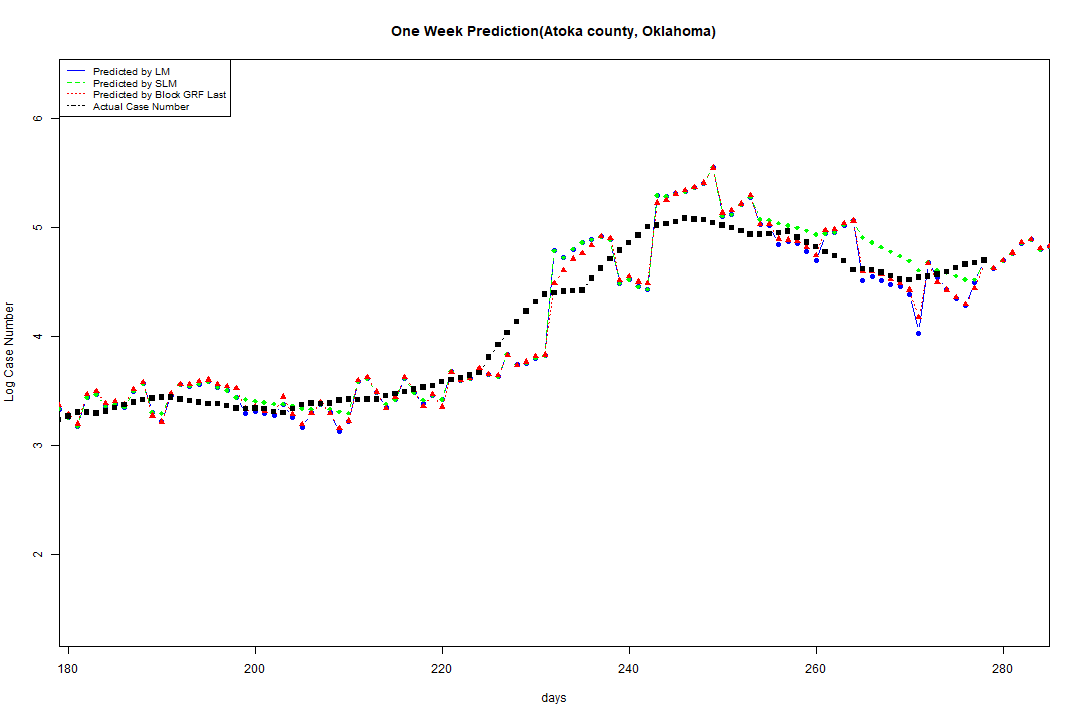 One Week Prediction(Atoka county, Oklahoma)
Predicted by LM
Predicted by SLM
Predicted by Block GRF Last
Actual Case Number
Log Case Number
6
5
4
3
2
180 200 220 240 260 280
days